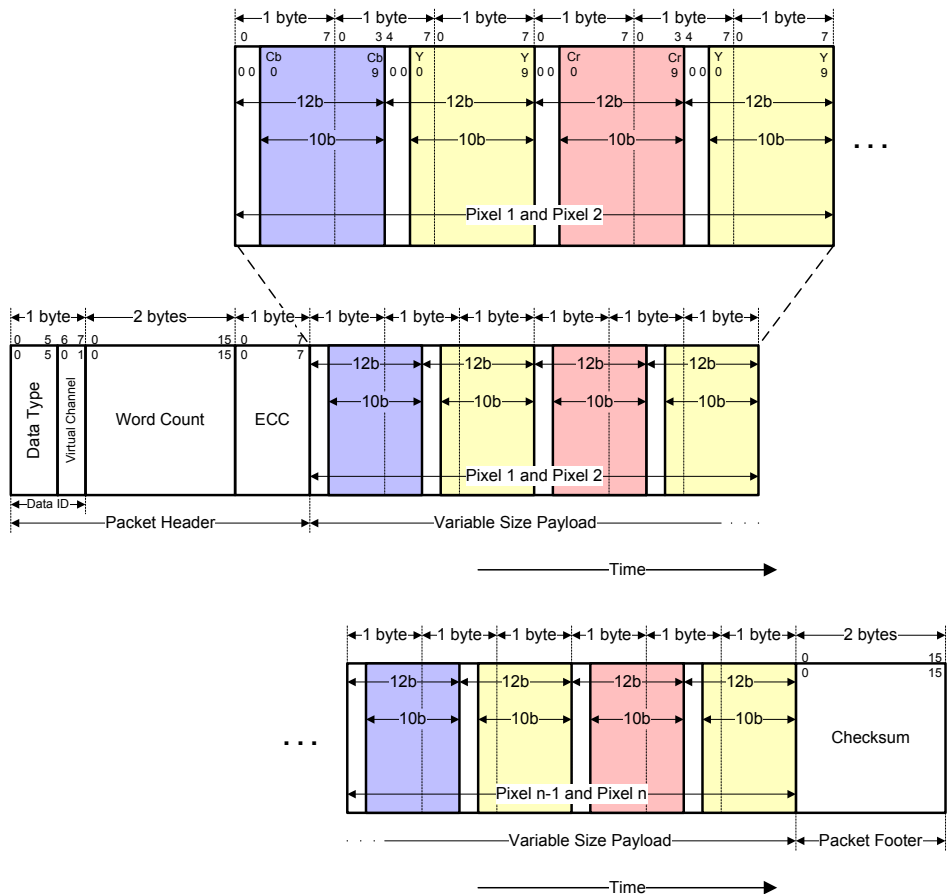 1 byte 1 byte 1 byte 1 byte 1 byte 1 byte
0 7 0 3 4 7 0 7 0 7 0 3 4 7 0 7
Cb Cb Y Y Cr Cr Y Y
0 0 0 9 0 0 0 9 0 0 0 9 0 0 0 9
12b 12b 12b 12b
10b 10b 10b 10b
. . .
Pixel 1 and Pixel 2
1 byte 2 bytes 1 byte 1 byte 1 byte 1 byte 1 byte 1 byte 1 byte
0 5 6 7 0 15 0 7
0 5 0 1 0 15 0 7
Data Type
Virtual Channel
Word Count
ECC
12b 12b 12b 12b
10b 10b 10b 10b
Pixel 1 and Pixel 2
Data ID
Packet Header
Variable Size Payload
Time
1 byte 1 byte 1 byte 1 byte 1 byte 1 byte 2 bytes
0 15
0 15
12b 12b 12b 12b
10b 10b 10b 10b
. . .
Checksum
Pixel n-1 and Pixel n
Variable Size Payload
Packet Footer
Time